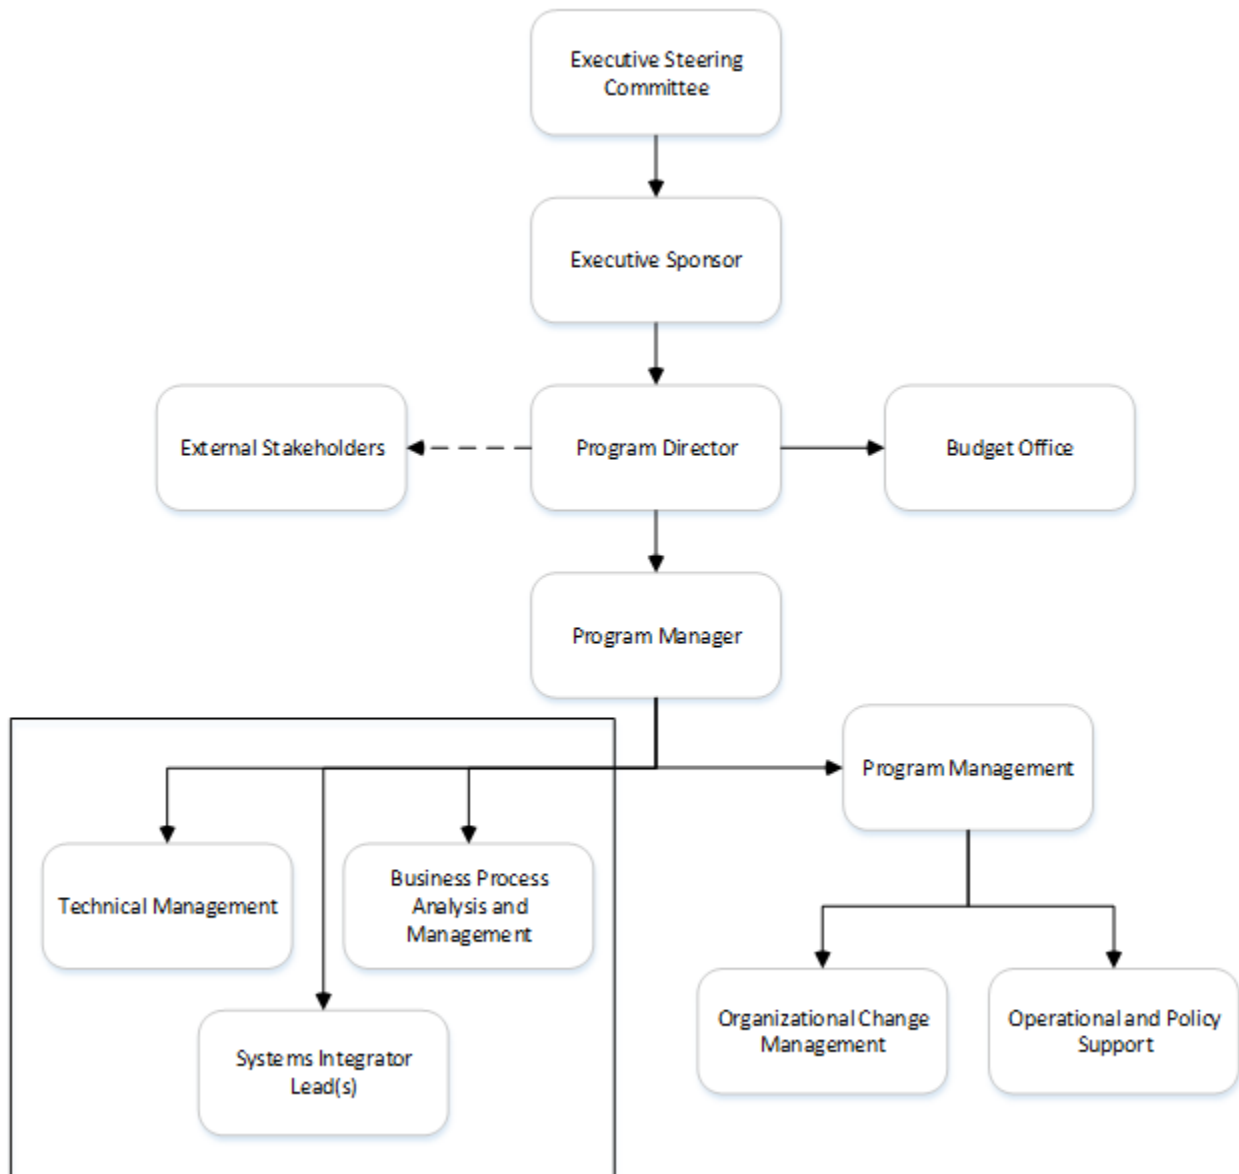 Executive Steering
Committee
Executive Sponsor
External Stakeholders
Program Director
Budget Office
Program Manager
Program Management
Technical Management
Business Process
Analysis and
Management
Systems Integrator
Lead(s)
Organizational Change
Management
Operational and Policy
Support